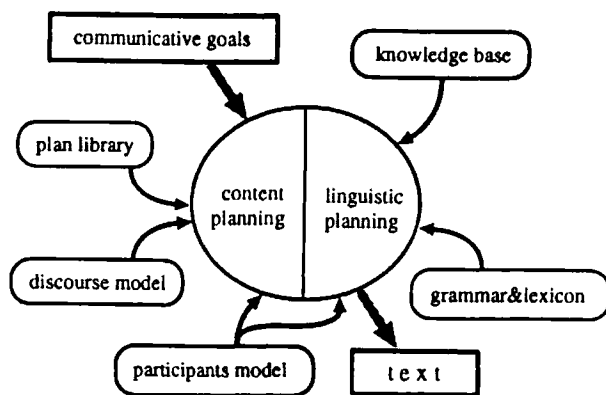 communicative goals
knowledge base
plan library
content
planning
linguistic
planning
discourse model
grammar&lexicon
participants model
text